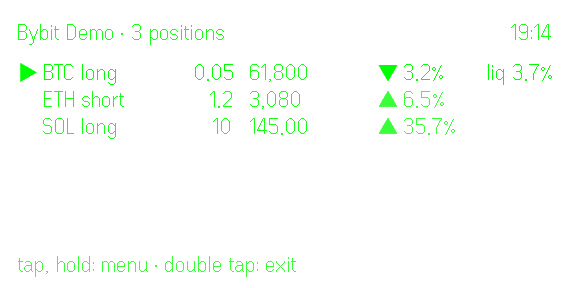 Bybit Demo · 3 positions 19:14
▶ BTC long 0.05 61,800 ▼ 3.2% liq 3.7%
ETH short 1.2 3,080 ▲ 6.5%
SOL long 10 145.00 ▲ 35.7%
tap, hold: menu · double tap: exit